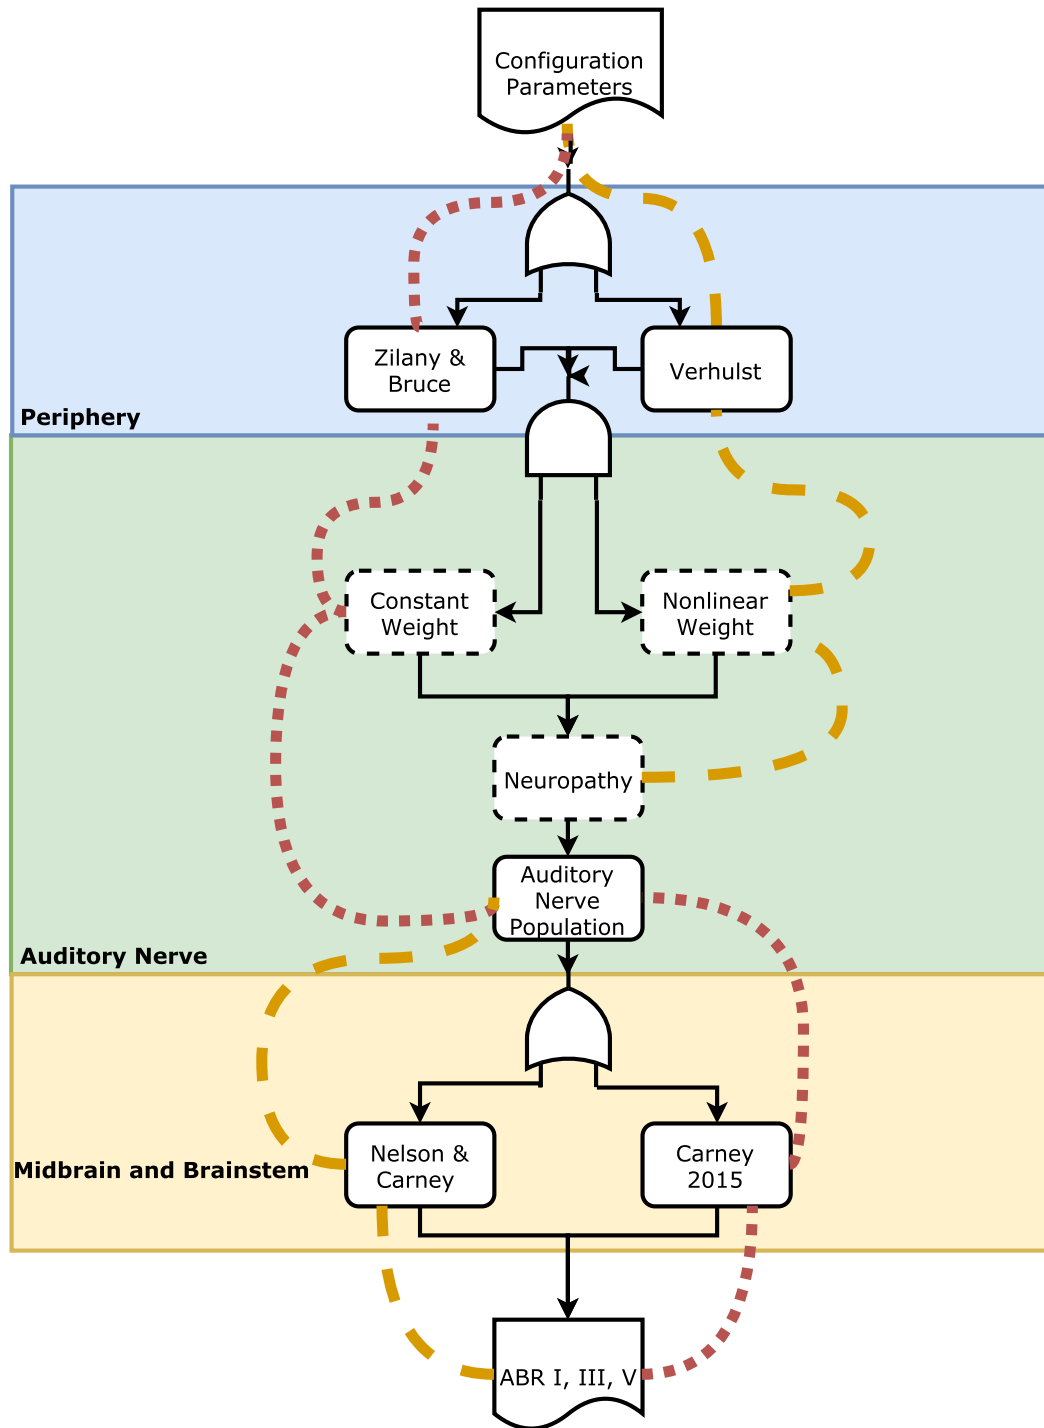 Configuration
Parameters
Zilany &
Bruce
Verhulst
Periphery
Constant
Weight
Nonlinear
Weight
Neuropathy
Auditory
Nerve
Population
Auditory Nerve
Nelson &
Carney
Carney
2015
Midbrain and Brainstem
ABR I, III, V